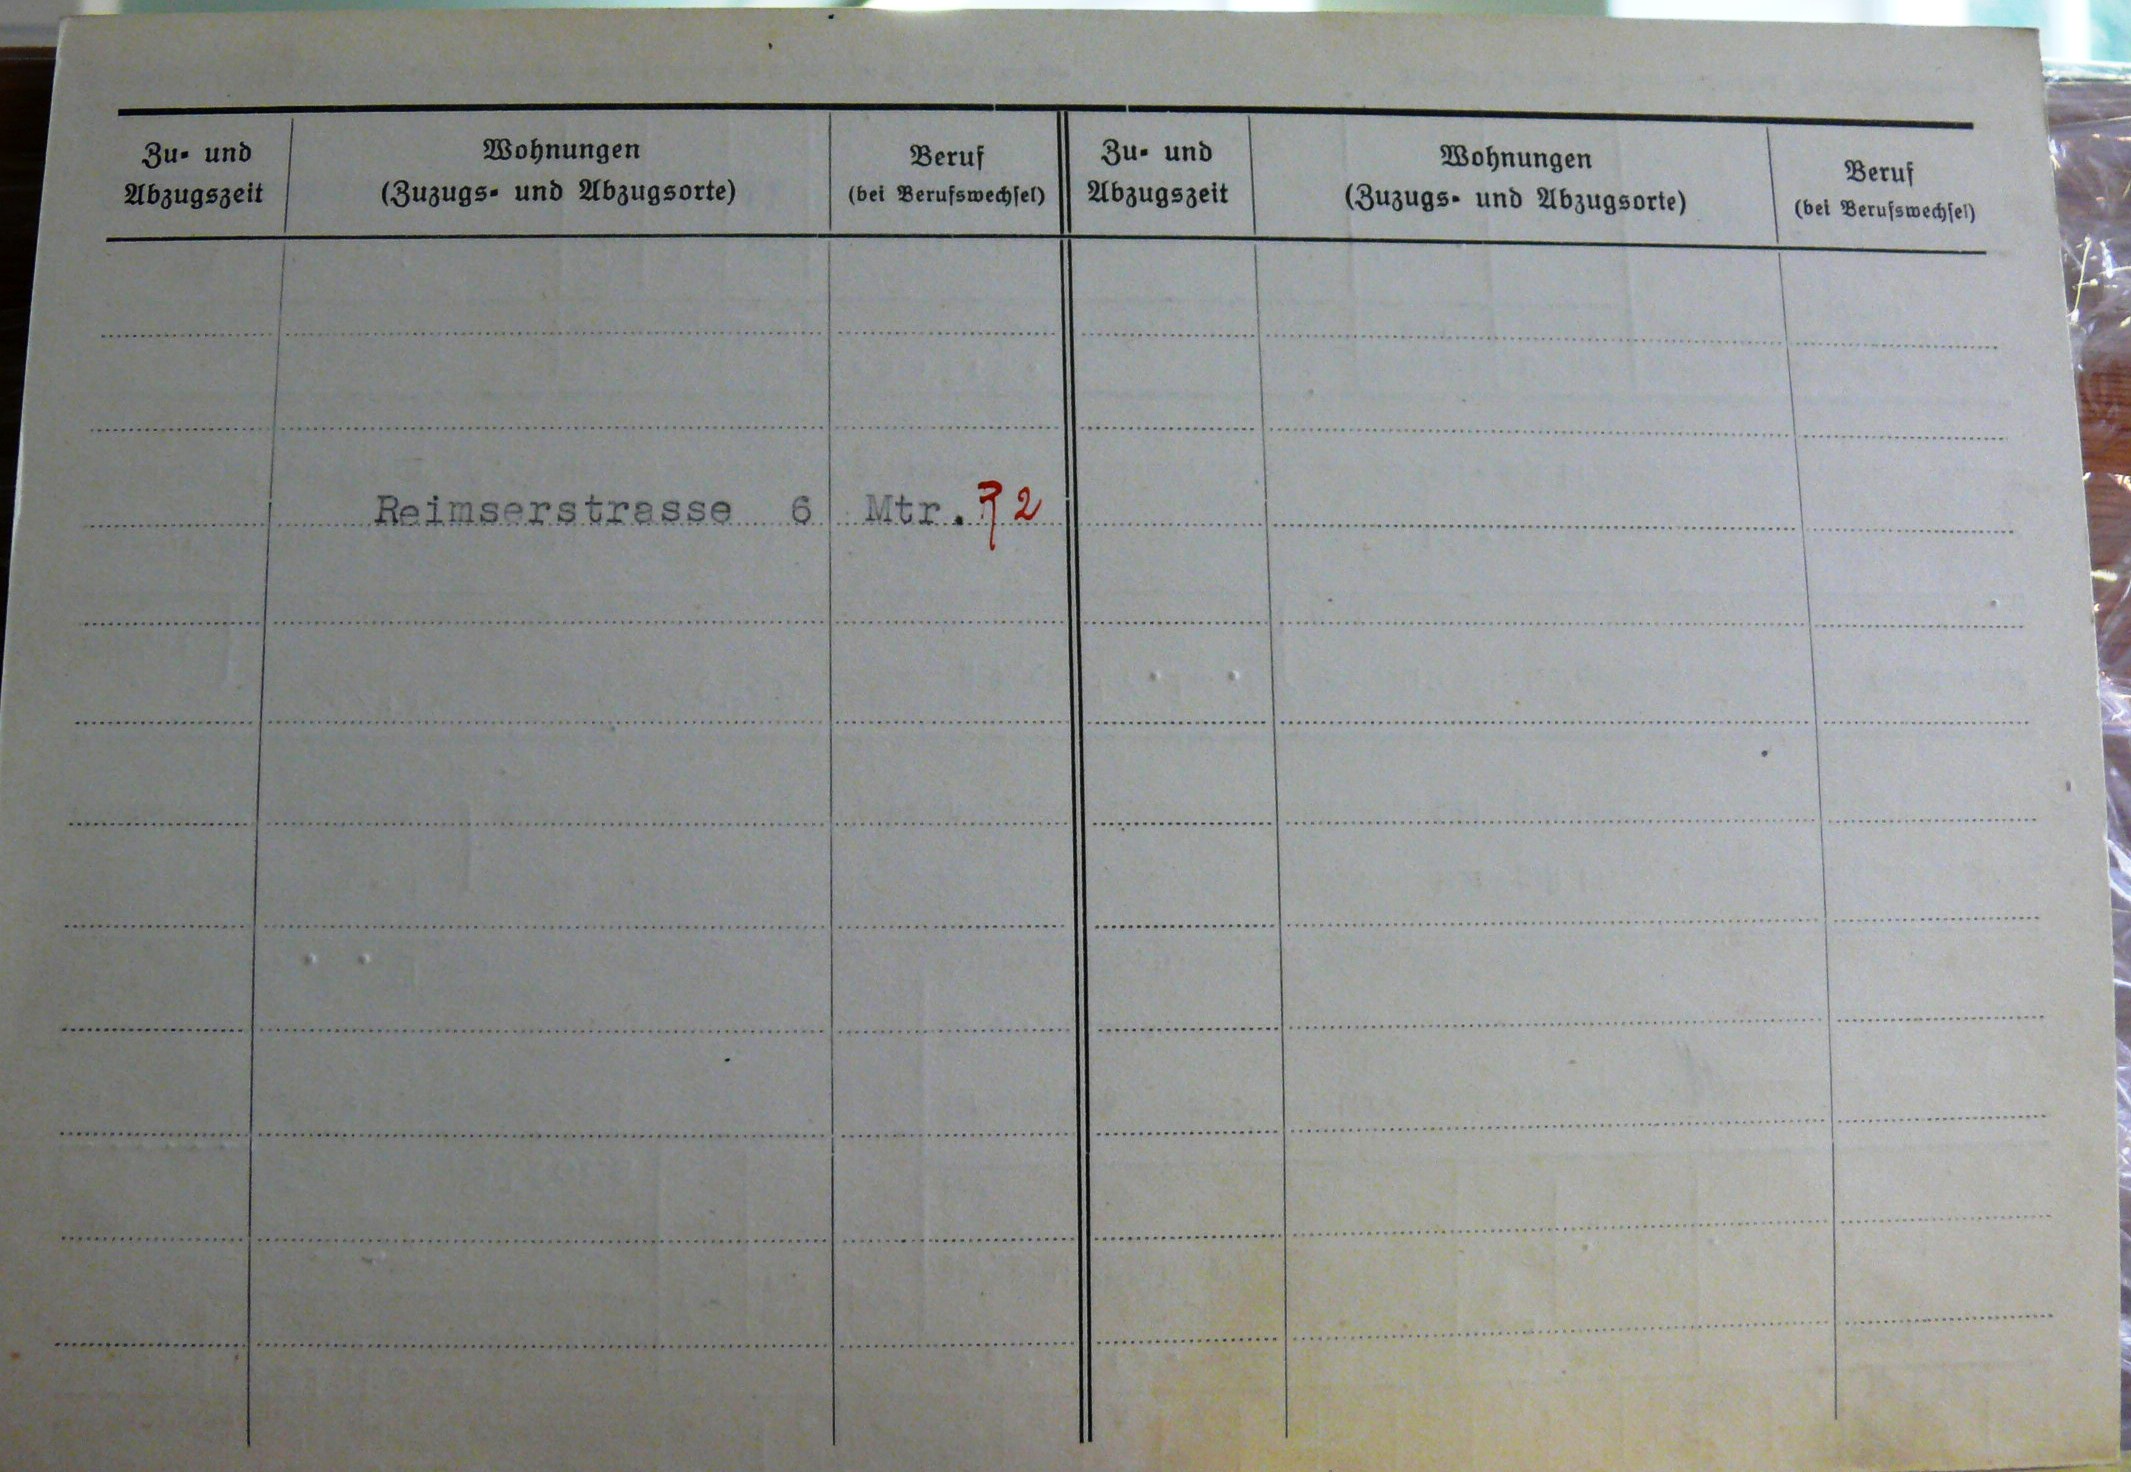 Zu- und Abzugszeit
Wohnungen
(Zuzugs- und Abzugsorte)
Beruf
(bei Berufswechsel)
Zu- und Abzugszeit
Wohnungen
(Zuzugs- und Abzugsorte)
Beruf
(bei Berufswechsel)
Reimserstrasse 6 Mtr. 72